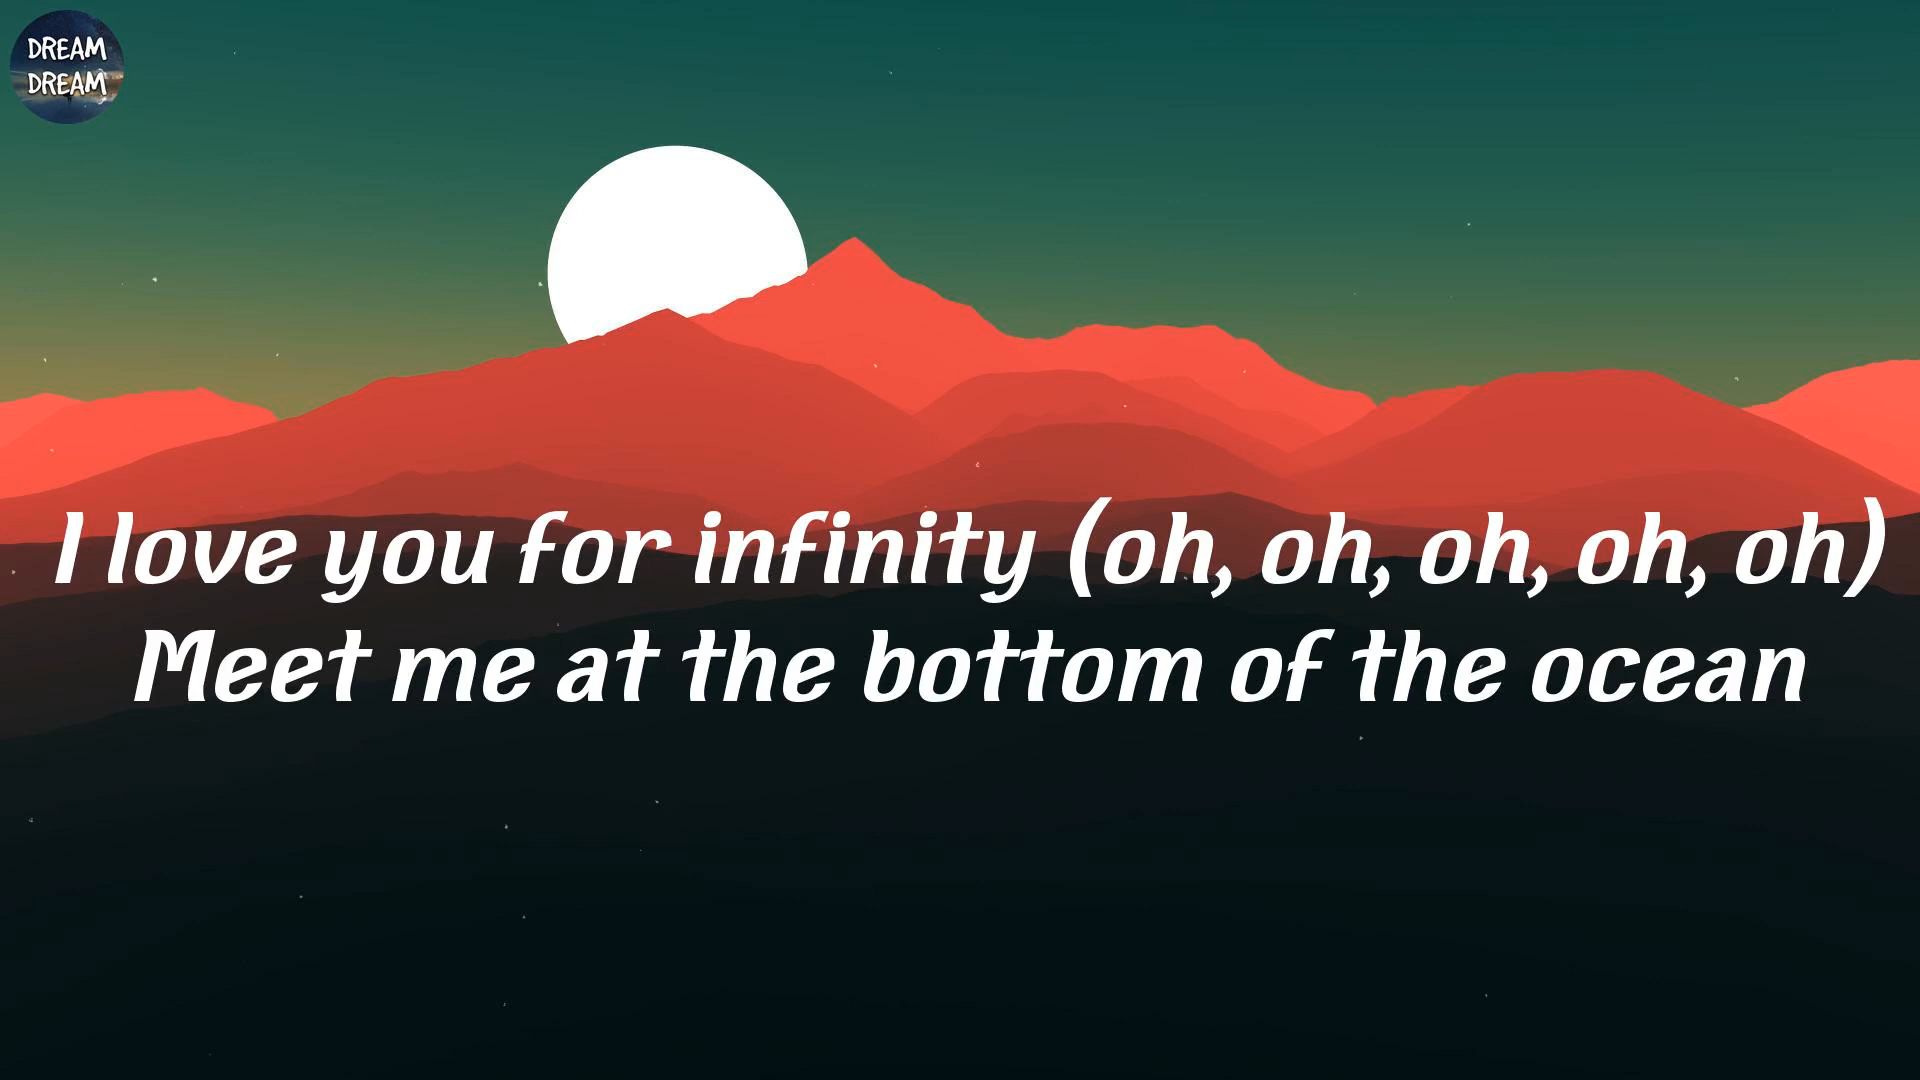 DREAM
DREAM
I love you for infinity (oh, oh, oh, oh, oh)
Meet me at the bottom of the ocean